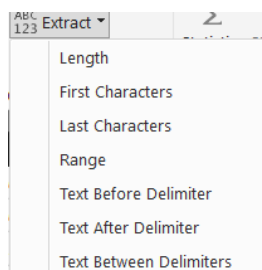 ABC
123 Extract
Length
First Characters
Last Characters
Range
Text Before Delimiter
Text After Delimiter
Text Between Delimiters